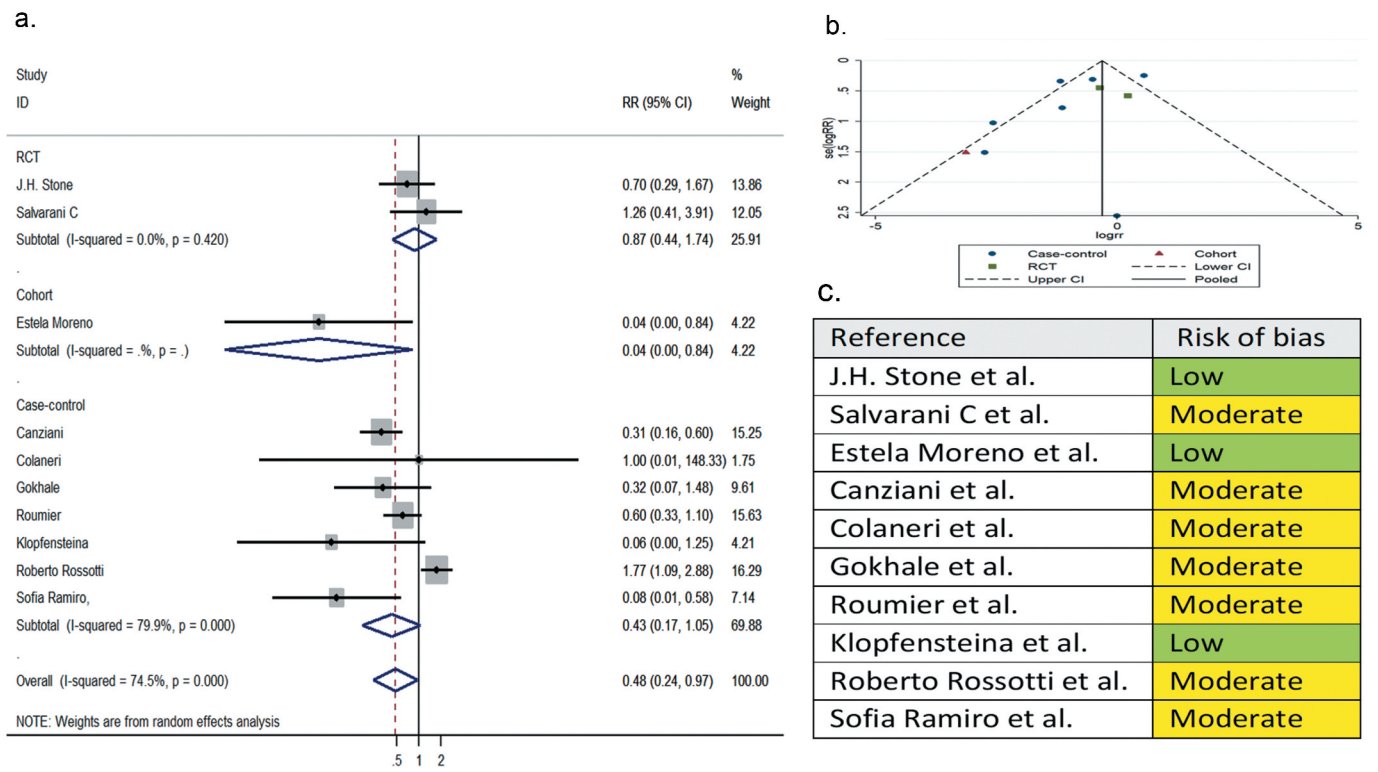 a.
Study %
ID RR (95% CI) Weight
RCT
J.H. Stone 0.70 (0.29, 1.67) 13.86
Salvarani C 1.26 (0.41, 3.91) 12.05
Subtotal (I-squared = 0.0%, p = 0.420) 0.87 (0.44, 1.74) 25.91
.
Cohort
Estela Moreno 0.04 (0.00, 0.84) 4.22
Subtotal (I-squared = .%, p = .) 0.04 (0.00, 0.84) 4.22
.
Case-control
Canziani 0.31 (0.16, 0.60) 15.25
Colaneri 1.00 (0.01, 148.33) 1.75
Gokhale 0.32 (0.07, 1.48) 9.61
Roumier 0.60 (0.33, 1.10) 15.63
Klopfensteina 0.06 (0.00, 1.25) 4.21
Roberto Rossotti 1.77 (1.09, 2.88) 16.29
Sofia Ramiro, 0.08 (0.01, 0.58) 7.14
Subtotal (I-squared = 79.9%, p = 0.000) 0.43 (0.17, 1.05) 69.88
.
Overall (I-squared = 74.5%, p = 0.000) 0.48 (0.24, 0.97) 100.00
NOTE: Weights are from random effects analysis
.5 1 2
b.
se(logRR)
0
.5
1
1.5
2
2.5
-5 0 5
logrr
Case-control Cohort
RCT Lower CI
Upper CI Pooled
c.
Reference Risk of bias
J.H. Stone et al. Low
Salvarani C et al. Moderate
Estela Moreno et al. Low
Canziani et al. Moderate
Colaneri et al. Moderate
Gokhale et al. Moderate
Roumier et al. Moderate
Klopfensteina et al. Low
Roberto Rossotti et al. Moderate
Sofia Ramiro et al. Moderate